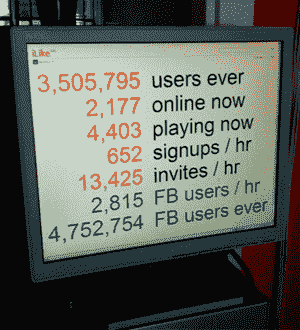 iLike
3,505,795 users ever
2,177 online now
4,403 playing now
652 signups / hr
13,425 invites / hr
2,815 FB users / hr
4,752,754 FB users ever